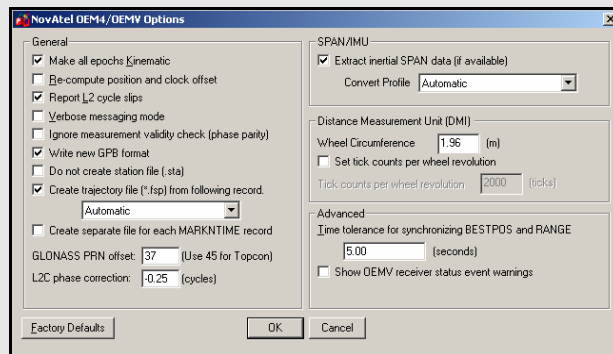 NovAtel OEM4/OEMV Options
General
Make all epochs Kinematic
Re-compute position and clock offset
Report L2 cycle slips
Verbose messaging mode
Ignore measurement validity check (phase parity)
Write new GPB format
Do not create station file (.sta)
Create trajectory file (*.fsp) from following record.
Automatic
Create separate file for each MARKNTIME record
GLONASS PRN offset: 37 (Use 45 for Topcon)
L2C phase correction: -0.25 (cycles)
SPAN/IMU
Extract inertial SPAN data (if available)
Convert Profile Automatic
Distance Measurement Unit (DMI)
Wheel Circumference 1.96 (m)
Set tick counts per wheel revolution
Tick counts per wheel revolution 2000 (ticks)
Advanced
Time tolerance for synchronizing BESTPOS and RANGE
5.00 (seconds)
Show OEMV receiver status event warnings
Factory Defaults OK Cancel